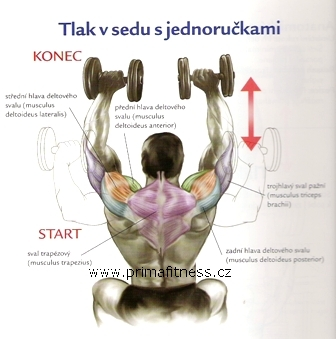 Tlak v sedu s jednoručkami
KONEC
střední hlava deltového
svalu (musculus
deltoideus lateralis)
přední hlava deltového
svalu (musculus
deltoideus anterior)
trojhlavý sval pažní
(musculus triceps
brachii)
START
sval trapézový
(musculus trapezius)
zadní hlava deltového svalu
(musculus deltoideus posterior)
www.primafitness.cz